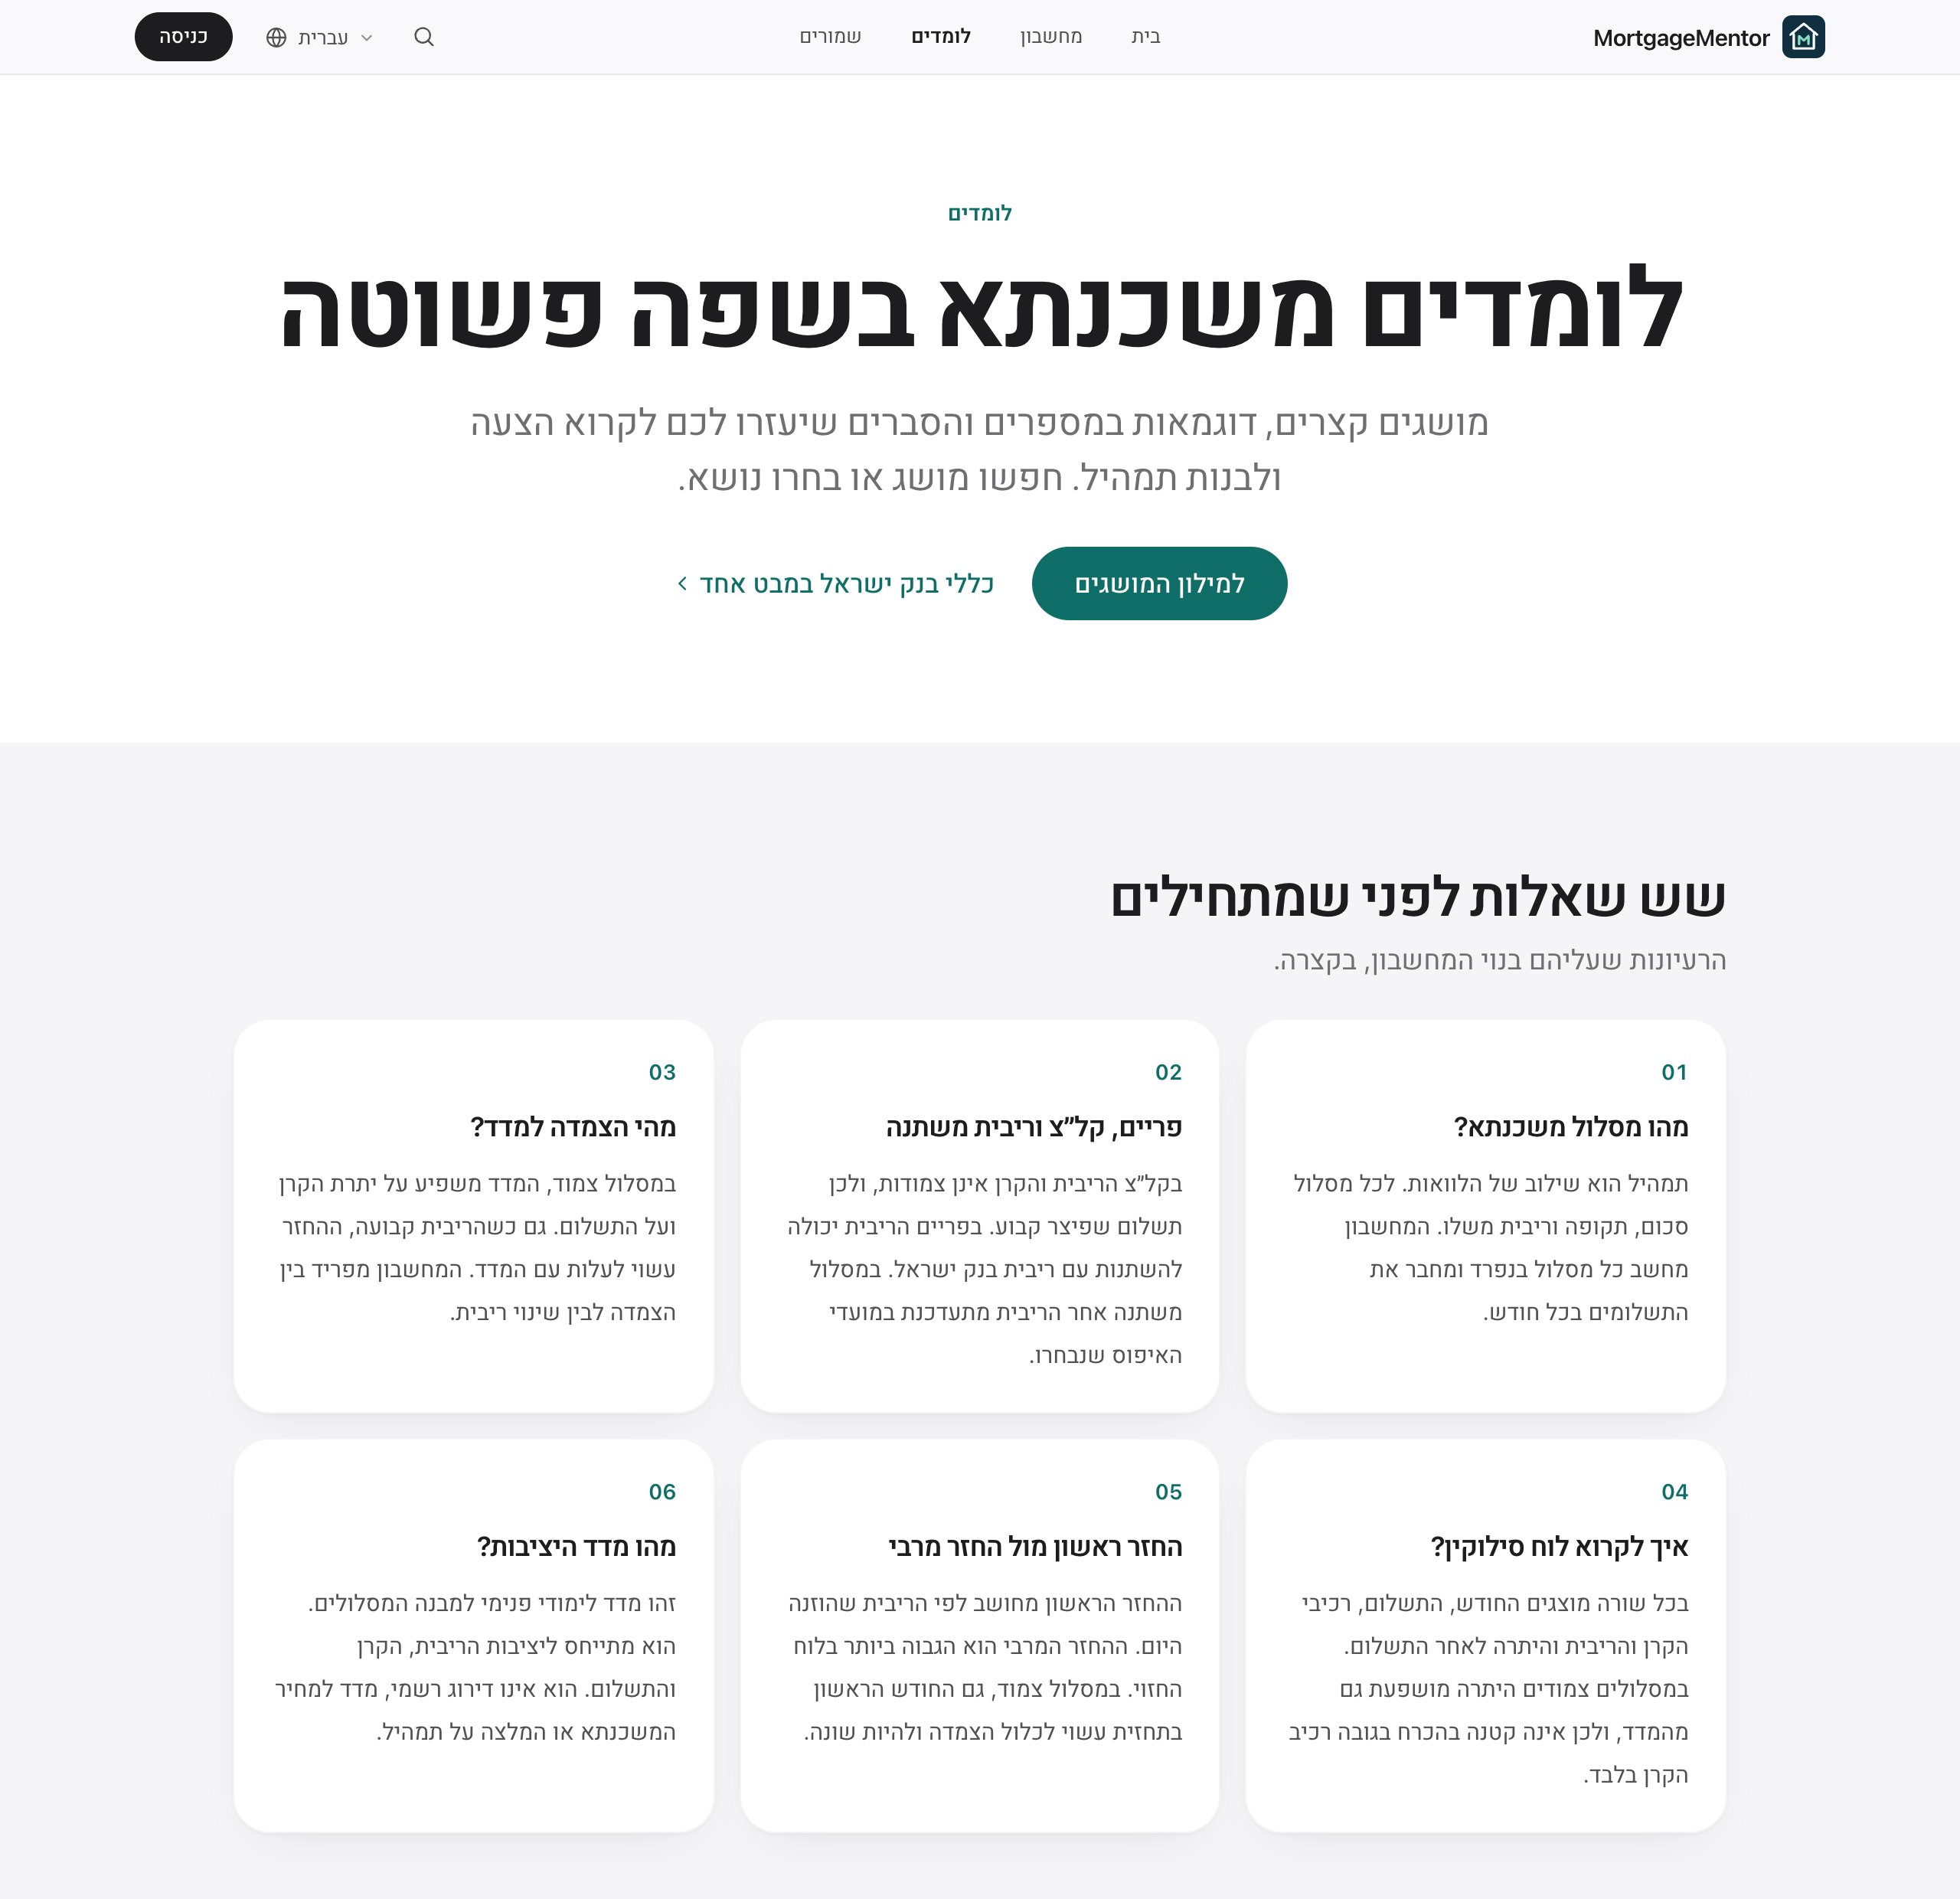 MortgageMentor
בית
מחשבון
לומדים
שמורים
עברית
כניסה
לומדים
לומדים משכנתא בשפה פשוטה
מושגים קצרים, דוגמאות במספרים והסברים שיעזרו לכם לקרוא הצעה
ולבנות תמהיל. חפשו מושג או בחרו נושא.
למילון המושגים
כללי בנק ישראל במבט אחד
שש שאלות לפני שמתחילים
הרעיונות שעליהם בנוי המחשבון, בקצרה.
01
מהו מסלול משכנתא?
תמהיל הוא שילוב של הלוואות. לכל מסלול
סכום, תקופה וריבית משלו. המחשבון
מחשב כל מסלול בנפרד ומחבר את
התשלומים בכל חודש.
02
פריים, קל״צ וריבית משתנה
בקל״צ הריבית והקרן אינן צמודות, ולכן
תשלום שפיצר קבוע. בפריים הריבית יכולה
להשתנות עם ריבית בנק ישראל. במסלול
משתנה אחר הריבית מתעדכנת במועדי
האיפוס שנבחרו.
03
מהי הצמדה למדד?
במסלול צמוד, המדד משפיע על יתרת הקרן
ועל התשלום. גם כשהריבית קבועה, ההחזר
עשוי לעלות עם המדד. המחשבון מפריד בין
הצמדה לבין שינוי ריבית.
04
איך לקרוא לוח סילוקין?
בכל שורה מוצגים החודש, התשלום, רכיבי
הקרן והריבית והיתרה לאחר התשלום.
במסלולים צמודים היתרה מושפעת גם
מהמדד, ולכן אינה קטנה בהכרח בגובה רכיב
הקרן בלבד.
05
החזר ראשון מול החזר מרבי
ההחזר הראשון מחושב לפי הריבית שהוזנה
היום. ההחזר המרבי הוא הגבוה ביותר בלוח
החזוי. במסלול צמוד, גם החודש הראשון
בתחזית עשוי לכלול הצמדה ולהיות שונה.
06
מהו מדד היציבות?
זהו מדד לימודי פנימי למבנה המסלולים.
הוא מתייחס ליציבות הריבית, הקרן
והתשלום. הוא אינו דירוג רשמי, מדד למחיר
המשכנתא או המלצה על תמהיל.